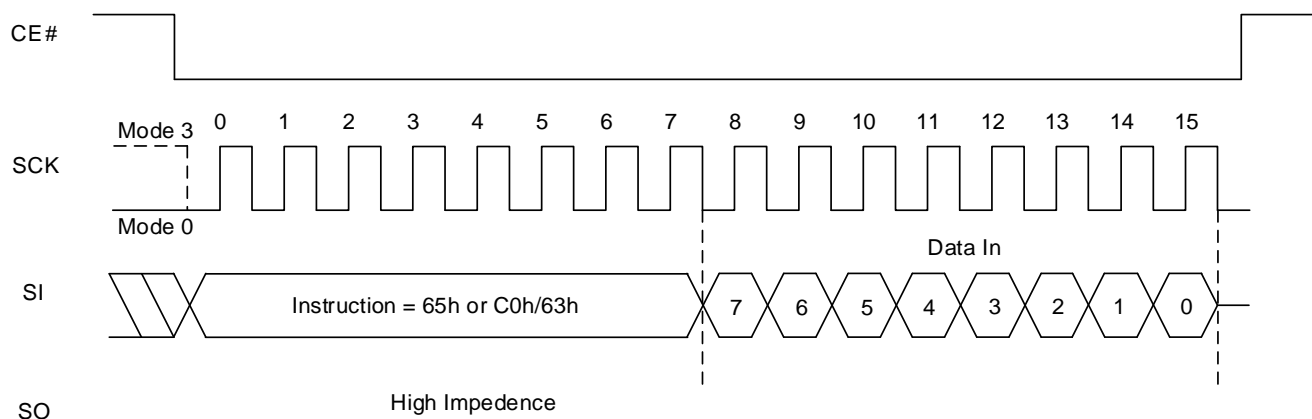 CE#
Mode 3
0 1 2 3 4 5 6 7 8 9 10 11 12 13 14 15
SCK
Mode 0
Data In
SI
Instruction = 65h or C0h/63h
7 6 5 4 3 2 1 0
High Impedence
SO